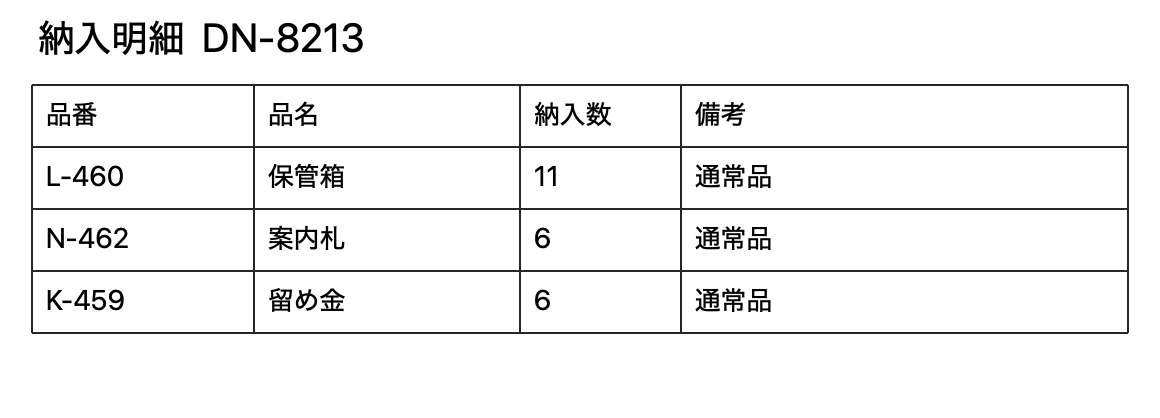 納入明細 DN-8213
品番 品名 納入数 備考
L-460 保管箱 11 通常品
N-462 案内札 6 通常品
K-459 留め金 6 通常品